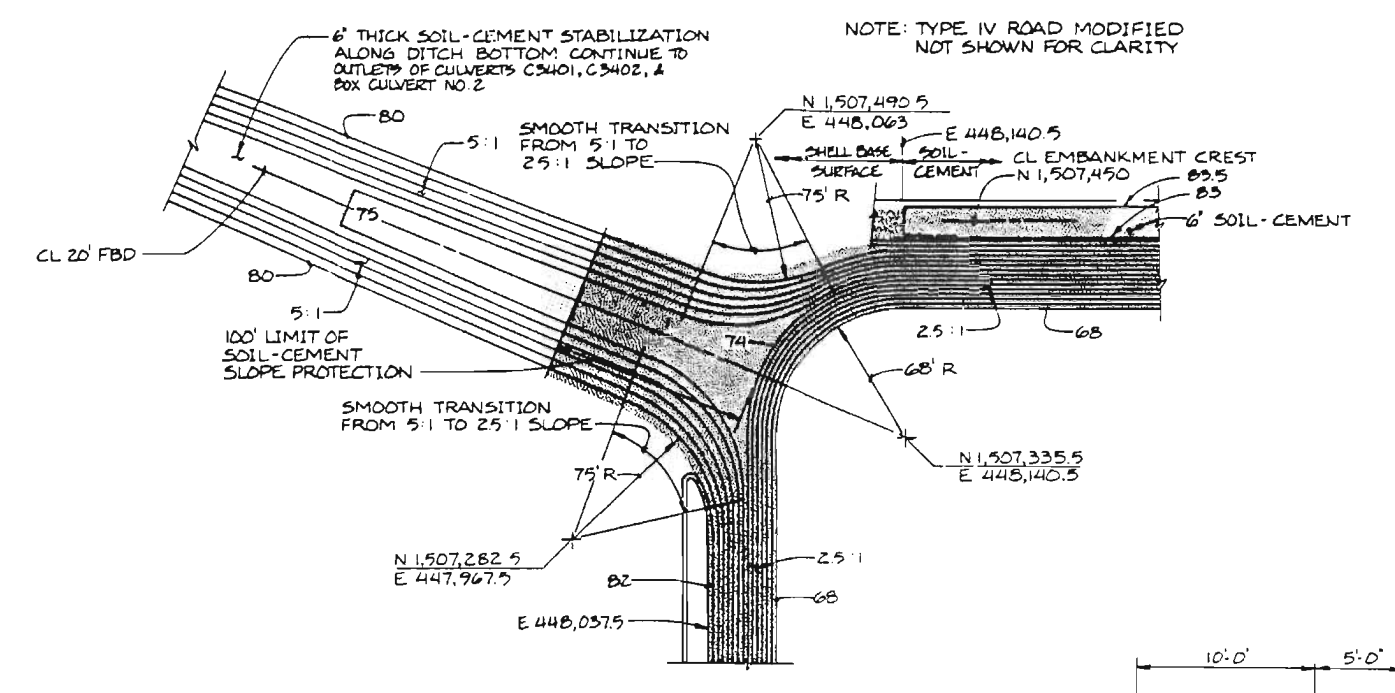 6" THICK SOIL-CEMENT STABILIZATION
ALONG DITCH BOTTOM. CONTINUE TO
OUTLETS OF CULVERTS C3401, C3402, &
BOX CULVERT NO. 2
NOTE: TYPE IV ROAD MODIFIED
NOT SHOWN FOR CLARITY
80
5:1
SMOOTH TRANSITION
FROM 5:1 TO
2.5:1 SLOPE
N 1,507,490.5
E 448,063
E 448,140.5
SHELL BASE
SURFACE
SOIL-
CEMENT
CL EMBANKMENT CREST
N 1,507,450
83.5
83
6" SOIL-CEMENT
75' R
75
CL 20' FBD
80
5:1
100' LIMIT OF
SOIL-CEMENT
SLOPE PROTECTION
74
2.5:1
68
68' R
SMOOTH TRANSITION
FROM 5:1 TO 2.5:1 SLOPE
75' R
N 1,507,335.5
E 448,140.5
N 1,507,282.5
E 447,967.5
2.5:1
82
68
E 448,037.5
10'-0"
5'-0"